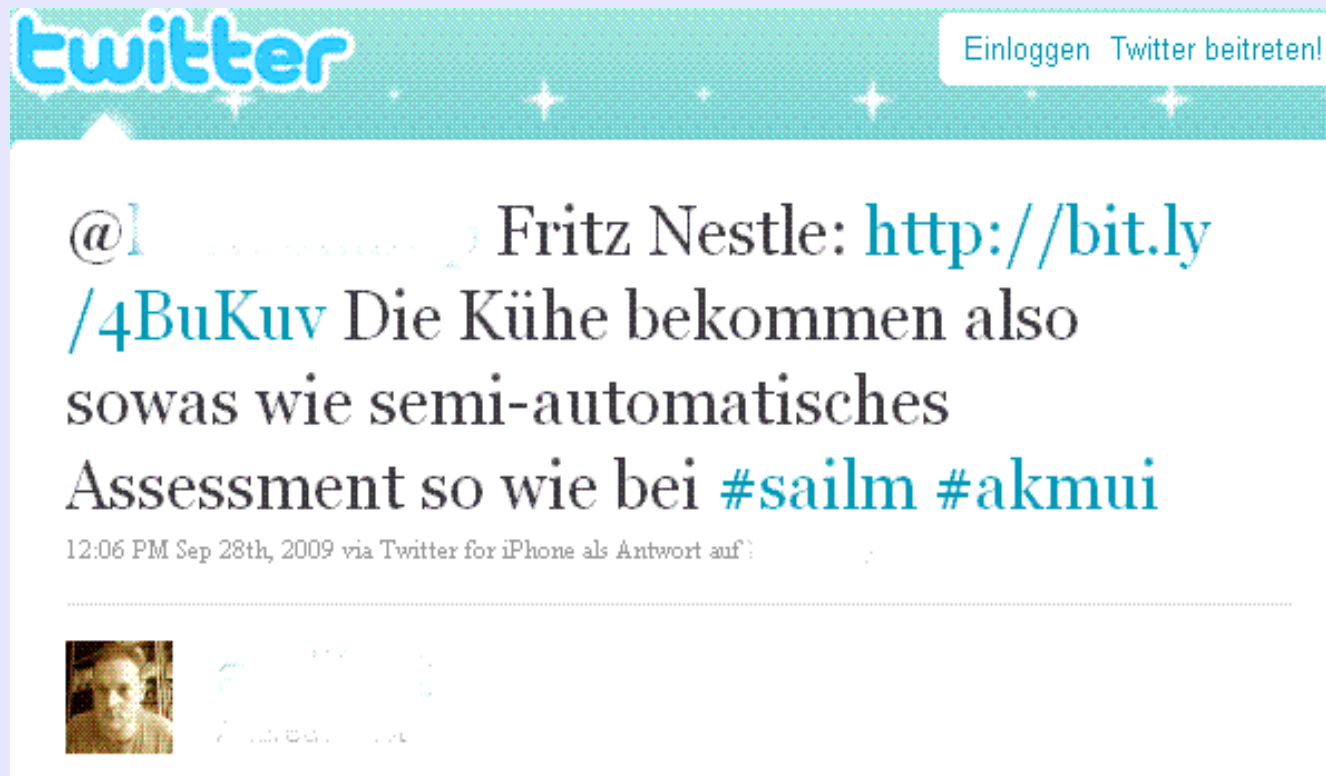 twitter
Einloggen Twitter beitreten!
@ Fritz Nestle: http://bit.ly
/4BuKuv Die Kühe bekommen also
sowas wie semi-automatisches
Assessment so wie bei #sailm #akmui
12:06 PM Sep 28th, 2009 via Twitter for iPhone als Antwort auf